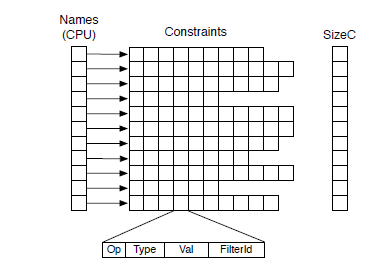 Names
(CPU)
Constraints
SizeC
Op Type Val FilterId